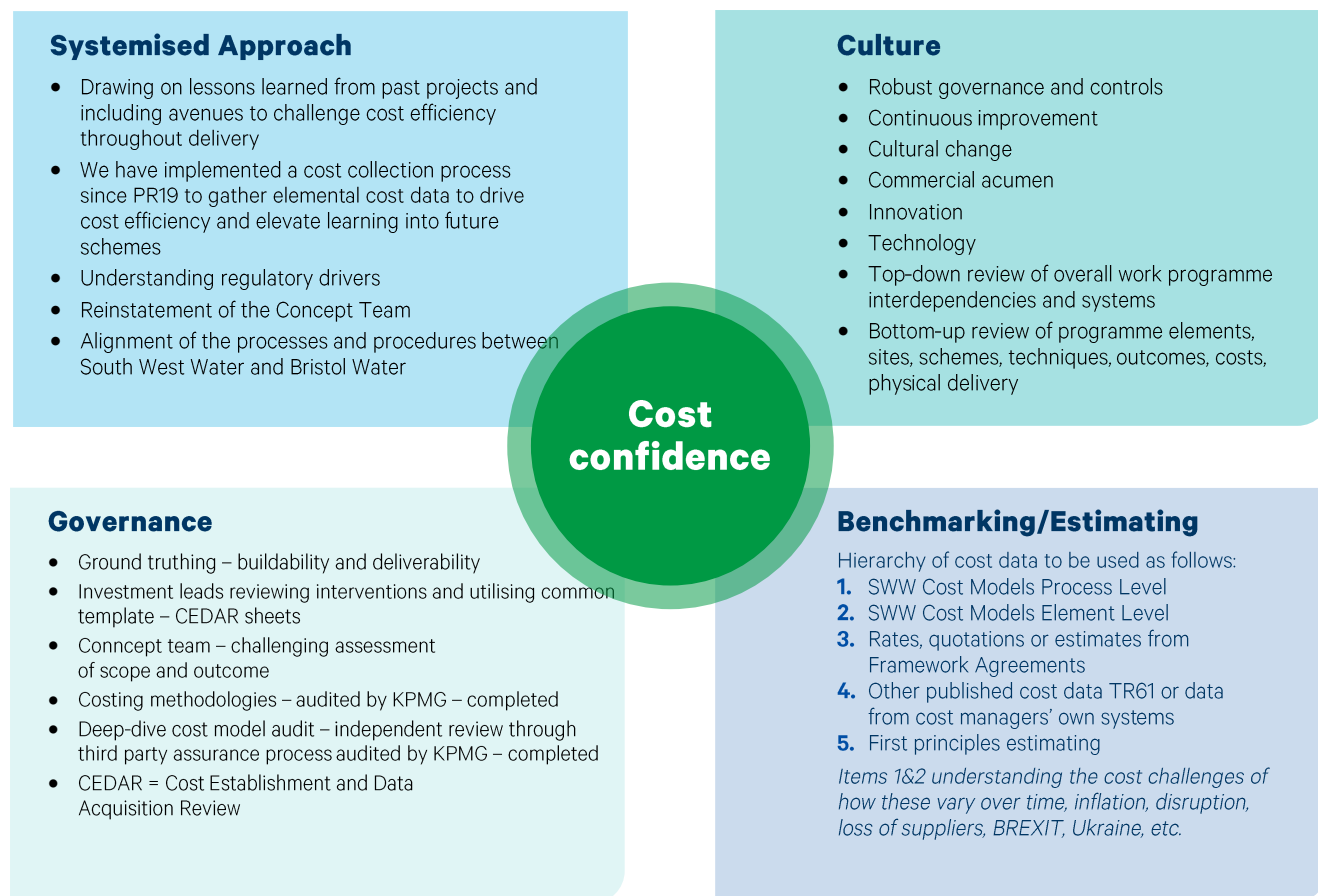 Systemised Approach
• Drawing on lessons learned from past projects and
including avenues to challenge cost efficiency
throughout delivery
• We have implemented a cost collection process
since PR19 to gather elemental cost data to drive
cost efficiency and elevate learning into future
schemes
• Understanding regulatory drivers
• Reinstatement of the Concept Team
• Alignment of the processes and procedures between
South West Water and Bristol Water
Culture
• Robust governance and controls
• Continuous improvement
• Cultural change
• Commercial acumen
• Innovation
• Technology
• Top-down review of overall work programme
interdependencies and systems
• Bottom-up review of programme elements,
sites, schemes, techniques, outcomes, costs,
physical delivery
Cost
confidence
Governance
• Ground truthing – buildability and deliverability
• Investment leads reviewing interventions and utilising common
template – CEDAR sheets
• Conncept team – challenging assessment
of scope and outcome
• Costing methodologies – audited by KPMG – completed
• Deep-dive cost model audit – independent review through
third party assurance process audited by KPMG – completed
• CEDAR = Cost Establishment and Data
Acquisition Review
Benchmarking/Estimating
Hierarchy of cost data to be used as follows:
1. SWW Cost Models Process Level
2. SWW Cost Models Element Level
3. Rates, quotations or estimates from
Framework Agreements
4. Other published cost data TR61 or data
from cost managers' own systems
5. First principles estimating
Items 1&2 understanding the cost challenges of
how these vary over time, inflation, disruption,
loss of suppliers, BREXIT, Ukraine, etc.